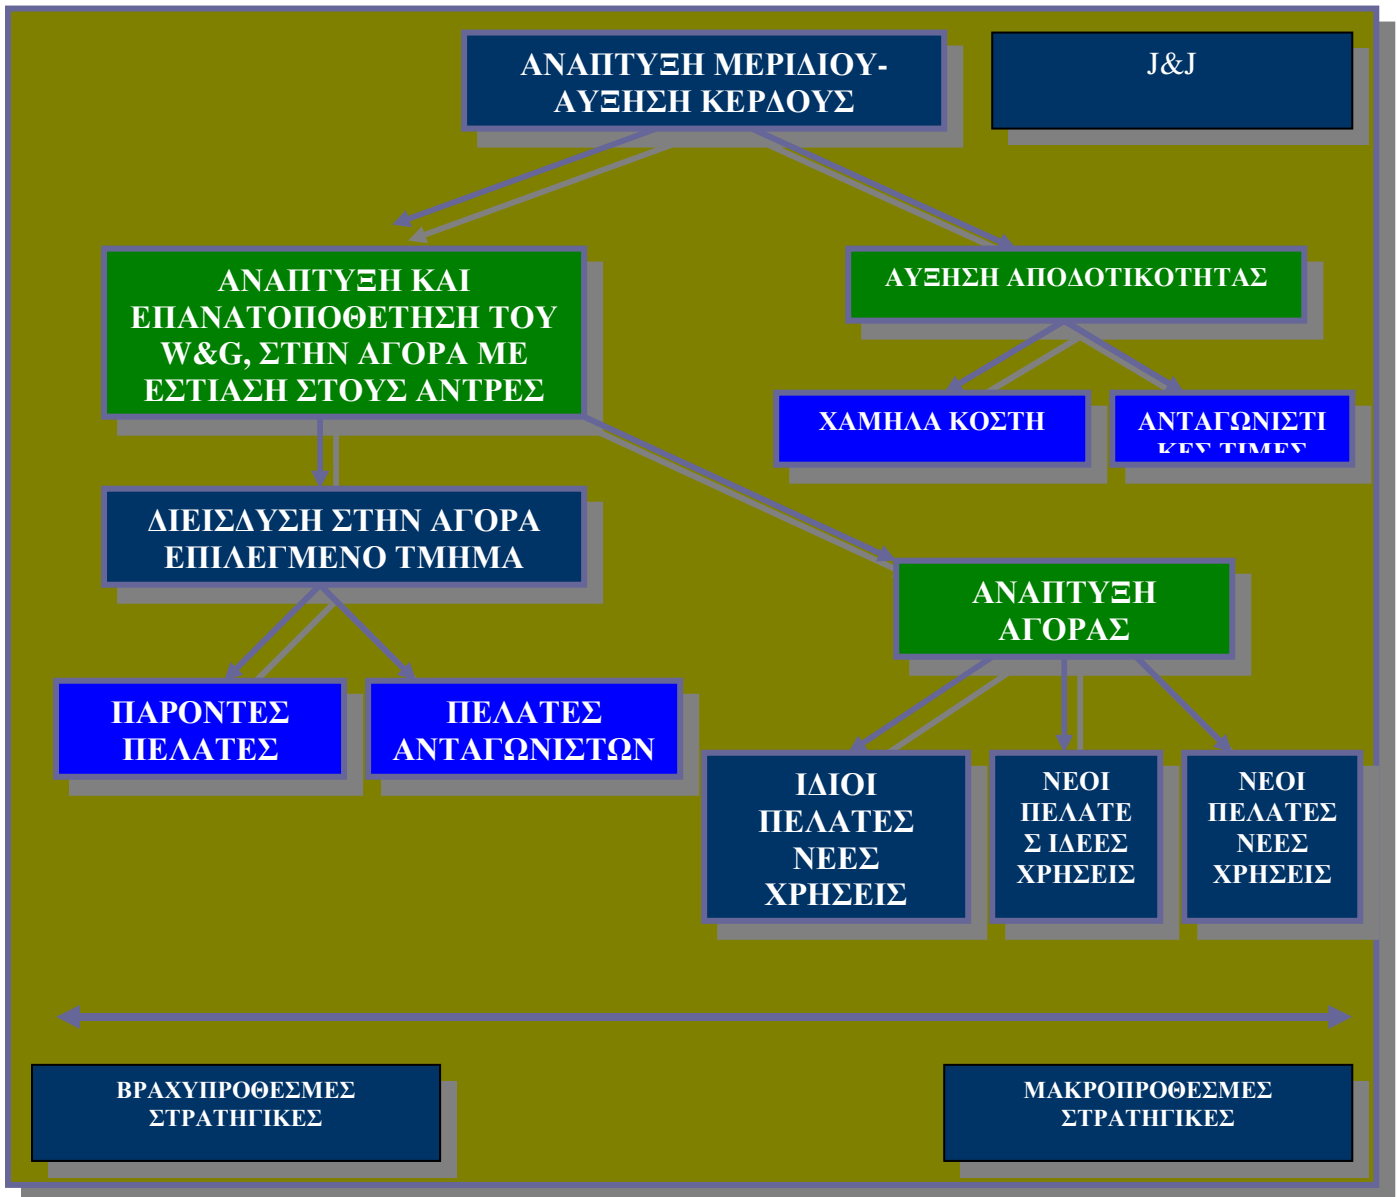 ΑΝΑΠΤΥΞΗ ΜΕΡΙΔΙΟΥ-
ΑΥΞΗΣΗ ΚΕΡΔΟΥΣ
J&J
ΑΝΑΠΤΥΞΗ ΚΑΙ
ΕΠΑΝΑΤΟΠΟΘΕΤΗΣΗ ΤΟΥ
W&G, ΣΤΗΝ ΑΓΟΡΑ ΜΕ
ΕΣΤΙΑΣΗ ΣΤΟΥΣ ΑΝΤΡΕΣ
ΑΥΞΗΣΗ ΑΠΟΔΟΤΙΚΟΤΗΤΑΣ
ΧΑΜΗΛΑ ΚΟΣΤΗ
ΑΝΤΑΓΩΝΙΣΤΙ
ΚΕΣ ΤΙΜΕΣ
ΔΙΕΙΣΔΥΣΗ ΣΤΗΝ ΑΓΟΡΑ
ΕΠΙΛΕΓΜΕΝΟ ΤΜΗΜΑ
ΑΝΑΠΤΥΞΗ
ΑΓΟΡΑΣ
ΠΑΡΟΝΤΕΣ
ΠΕΛΑΤΕΣ
ΠΕΛΑΤΕΣ
ΑΝΤΑΓΩΝΙΣΤΩΝ
ΙΔΙΟΙ
ΠΕΛΑΤΕΣ
ΝΕΕΣ
ΧΡΗΣΕΙΣ
ΝΕΟΙ
ΠΕΛΑΤΕ
Σ ΙΔΕΕΣ
ΧΡΗΣΕΙΣ
ΝΕΟΙ
ΠΕΛΑΤΕΣ
ΝΕΕΣ
ΧΡΗΣΕΙΣ
ΒΡΑΧΥΠΡΟΘΕΣΜΕΣ
ΣΤΡΑΤΗΓΙΚΕΣ
ΜΑΚΡΟΠΡΟΘΕΣΜΕΣ
ΣΤΡΑΤΗΓΙΚΕΣ